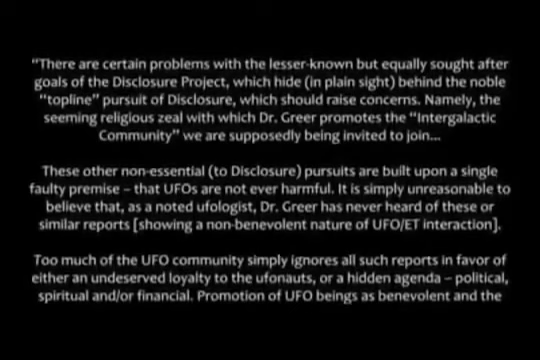 “There are certain problems with the lesser-known but equally sought after
goals of the Disclosure Project, which hide (in plain sight) behind the noble
“topline” pursuit of Disclosure, which should raise concerns. Namely, the
seeming religious zeal with which Dr. Greer promotes the “Intergalactic
Community” we are supposedly being invited to join...
These other non-essential (to Disclosure) pursuits are built upon a single
faulty premise – that UFOs are not ever harmful. It is simply unreasonable to
believe that, as a noted ufologist, Dr. Greer has never heard of these or
similar reports [showing a non-benevolent nature of UFO/ET interaction].
Too much of the UFO community simply ignores all such reports in favor of
either an undeserved loyalty to the ufonauts, or a hidden agenda – political,
spiritual and/or financial. Promotion of UFO beings as benevolent and the